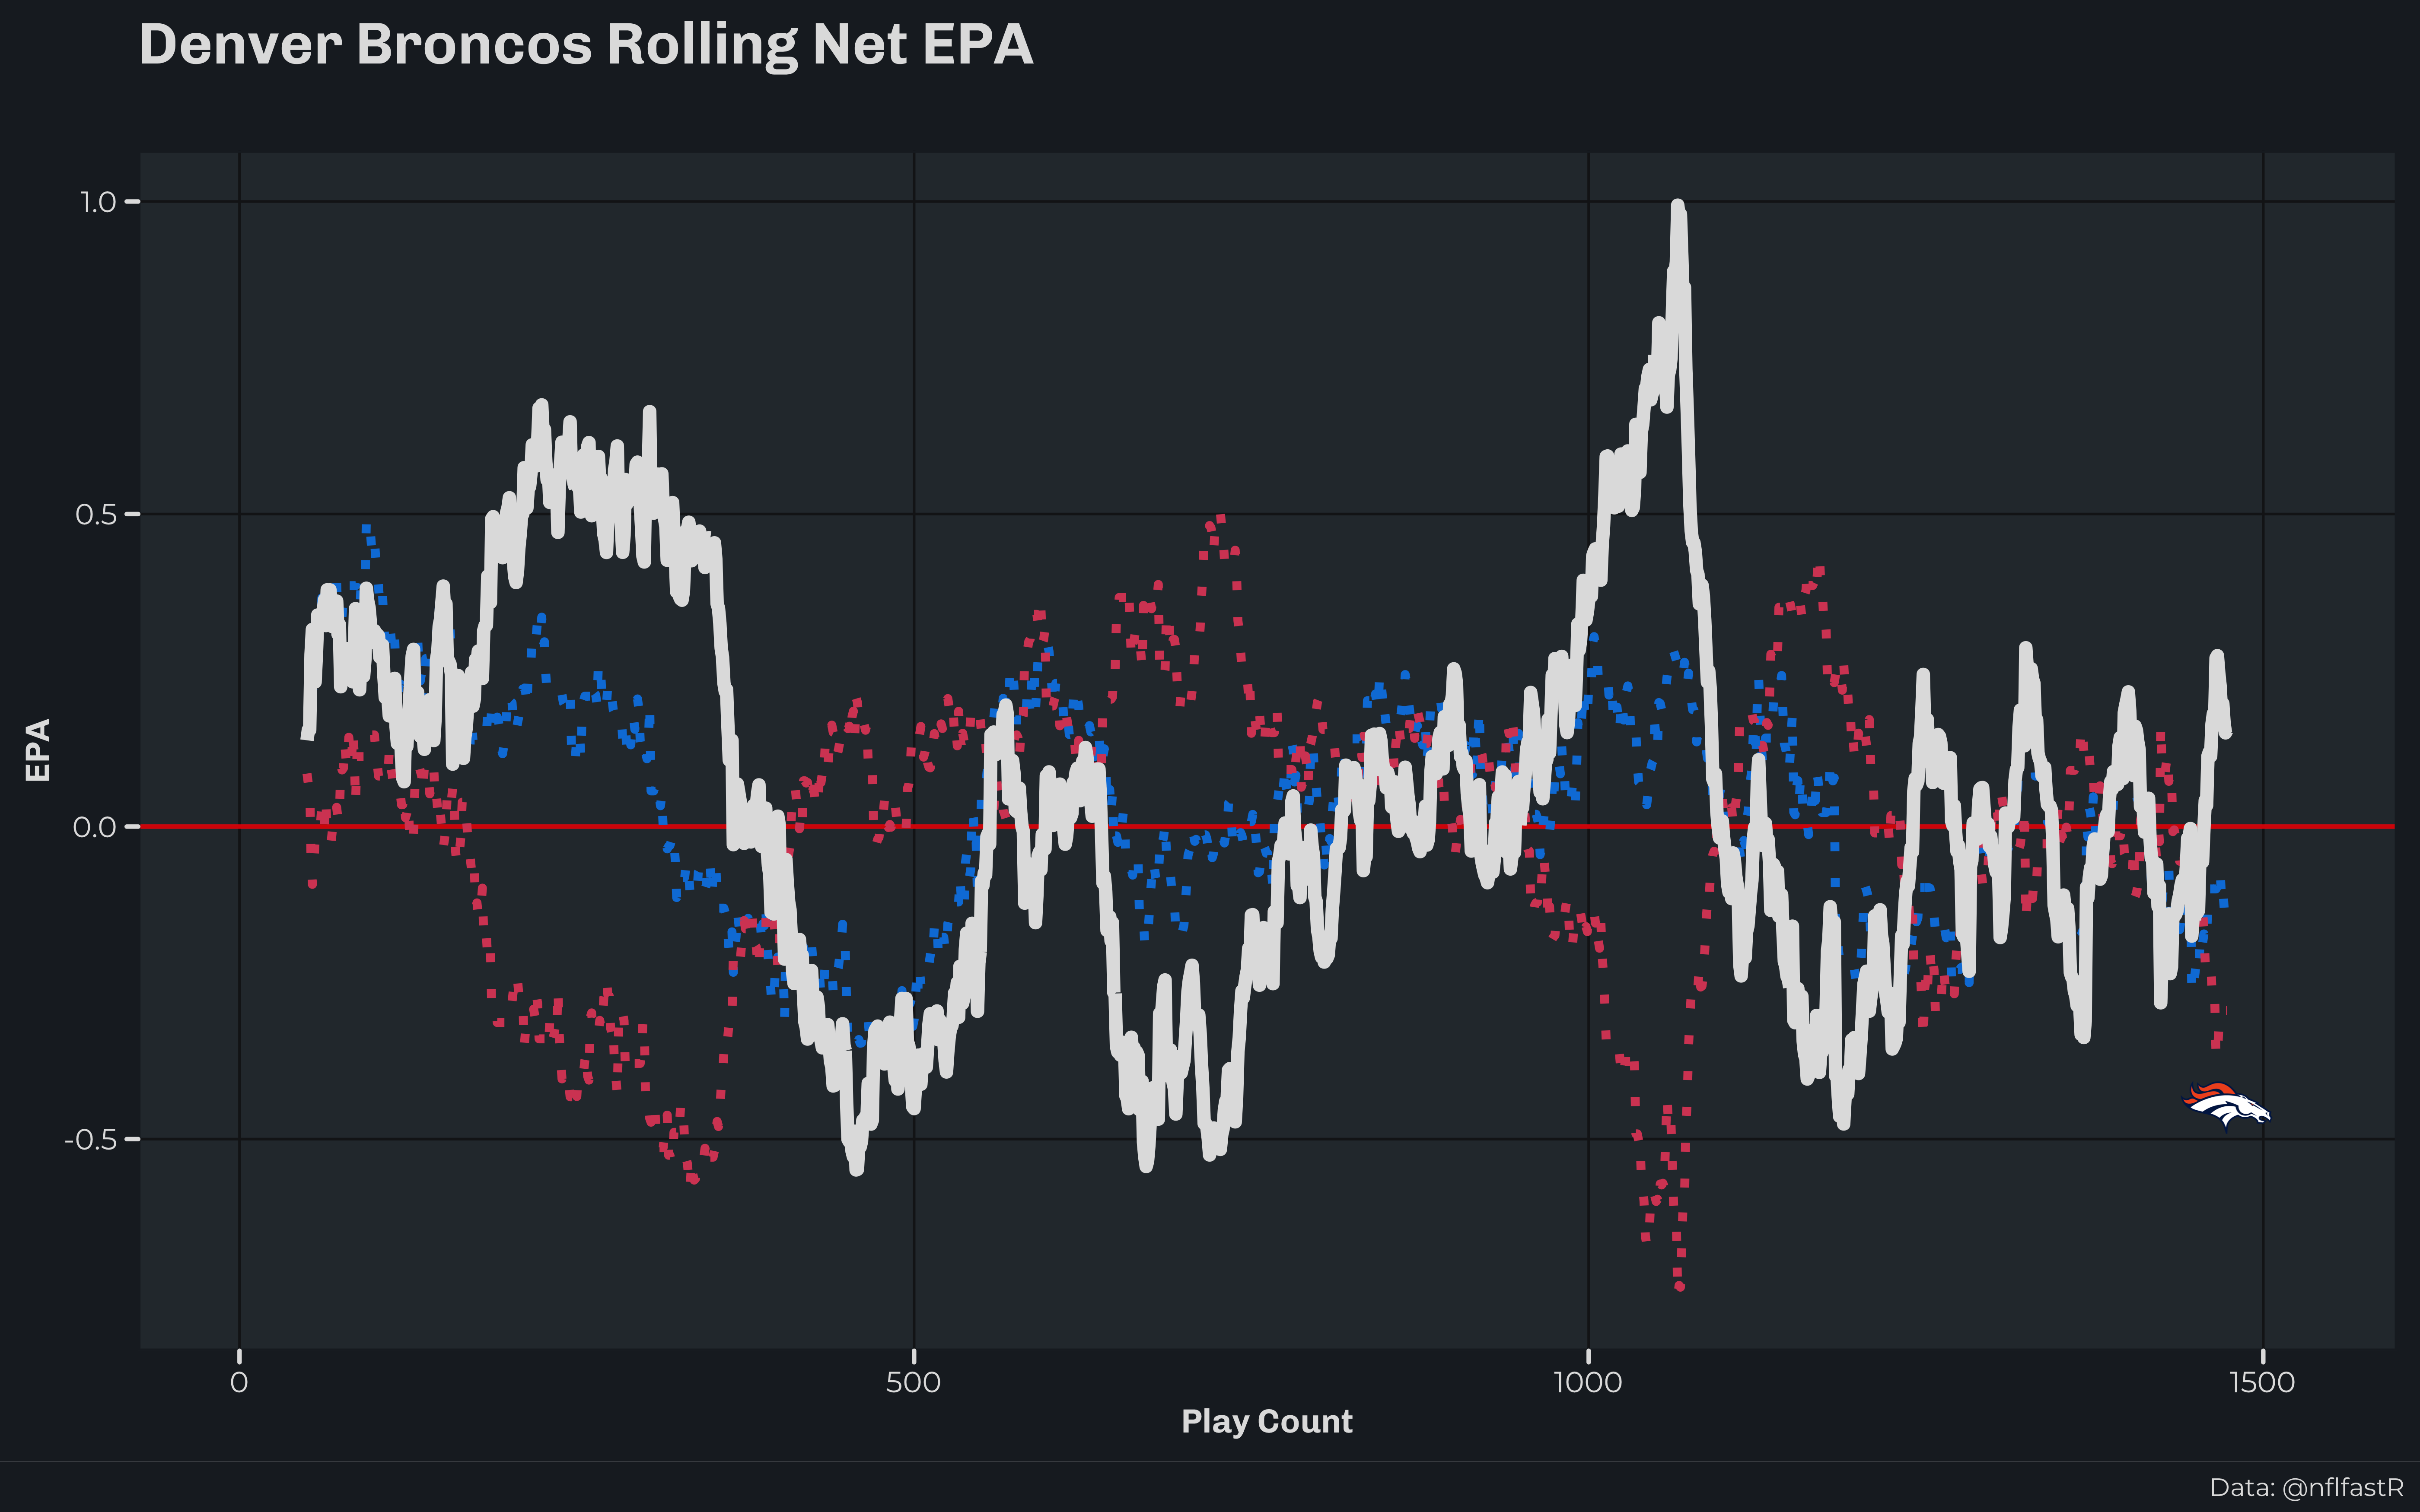 Denver Broncos Rolling Net EPA
1.0
0.5
0.0
-0.5
EPA
0 500 1000 1500
Play Count
Data: @nflfastR